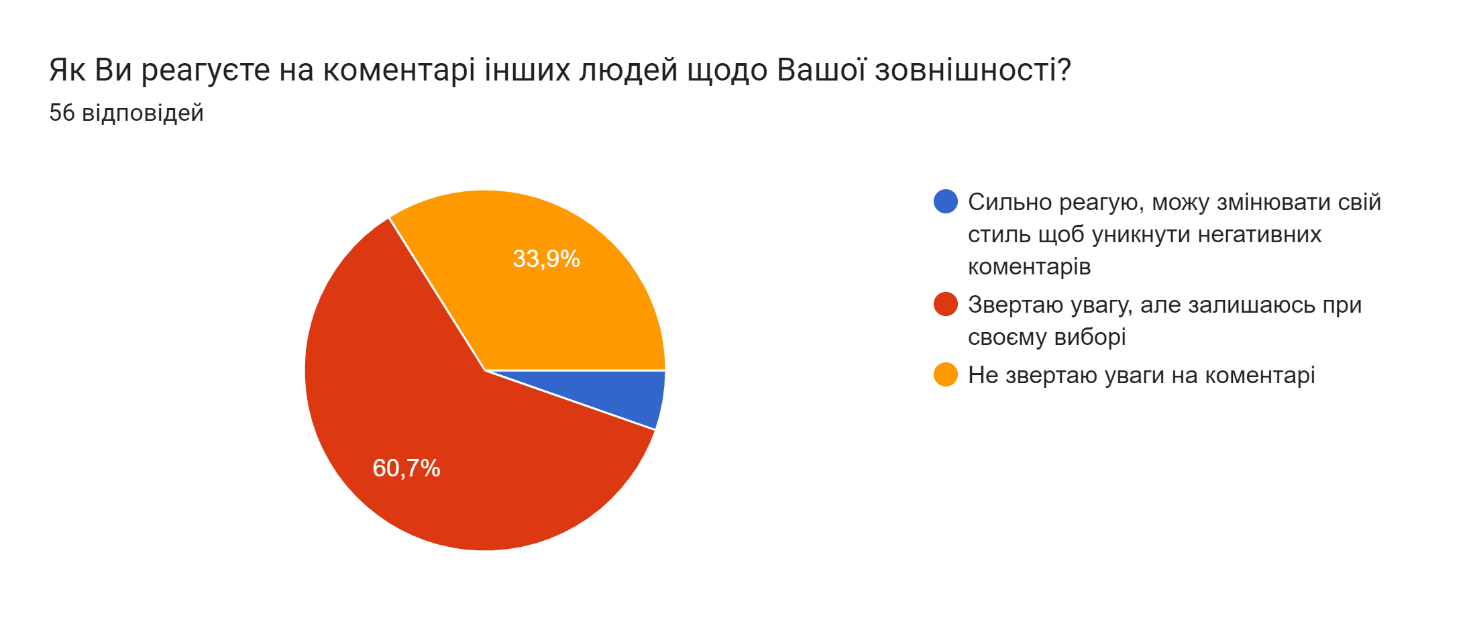 Як Ви реагуєте на коментарі інших людей щодо Вашої зовнішності?
56 відповідей
33,9%
60,7%
Сильно реагую, можу змінювати свій
стиль щоб уникнути негативних
коментарів
Звертаю увагу, але залишаюсь при
своєму виборі
Не звертаю уваги на коментарі